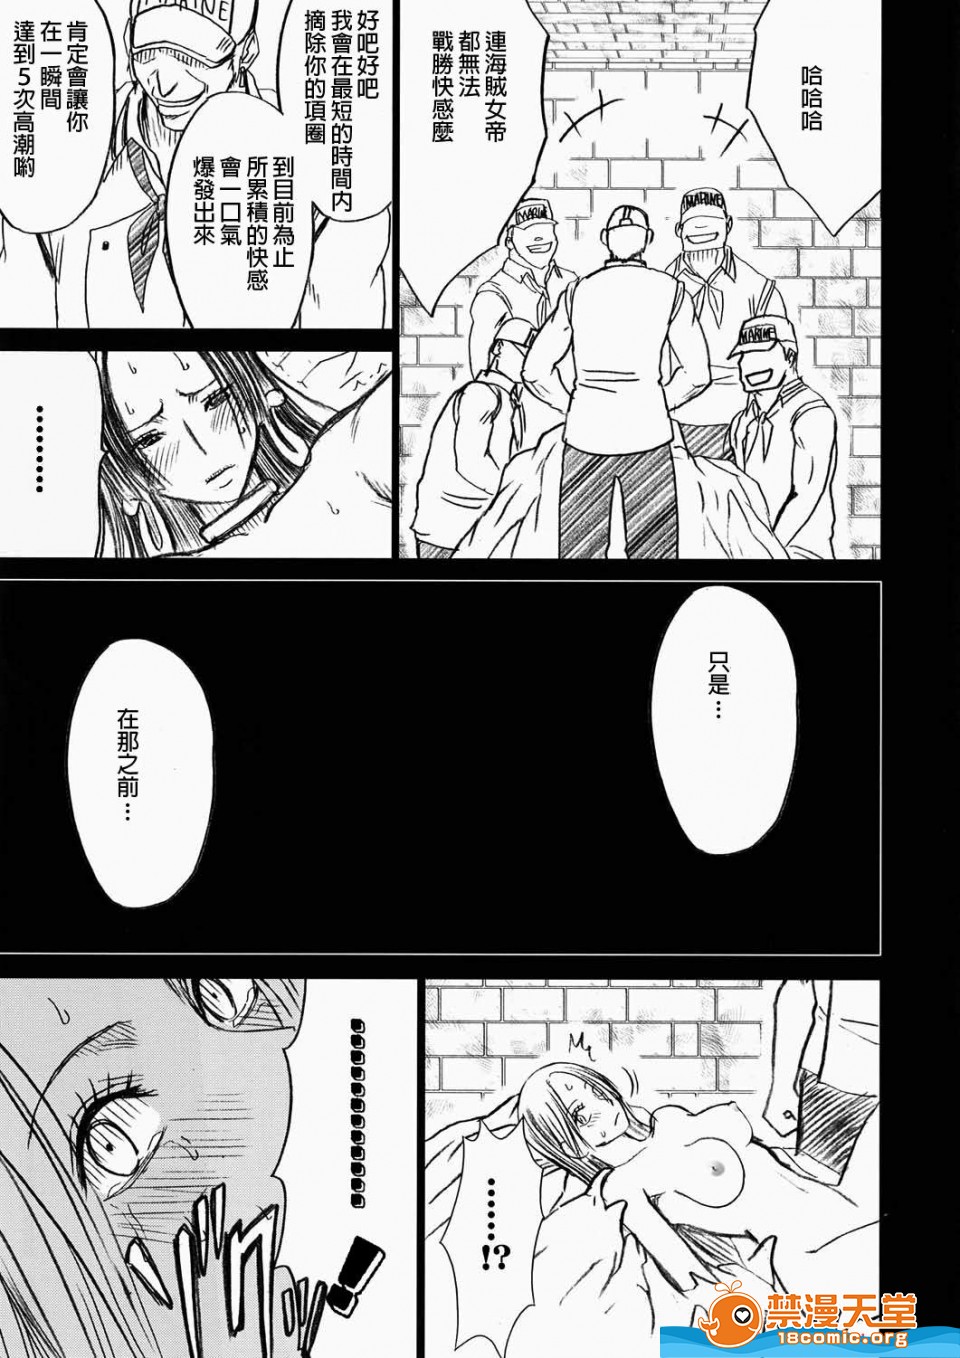 哈哈哈
連海賊女帝
都無法
戰勝快感麼
MARINE
MARINE
MARINE
MARINE
好吧好吧
我會在最短的時間內
摘除你的項圈
到目前為止
所累積的快感
會一口氣
爆發出來
肯定會讓你
在一瞬間
達到5次高潮喲
………
只是…
在那之前…
……!?
禁漫天堂
18comic.org